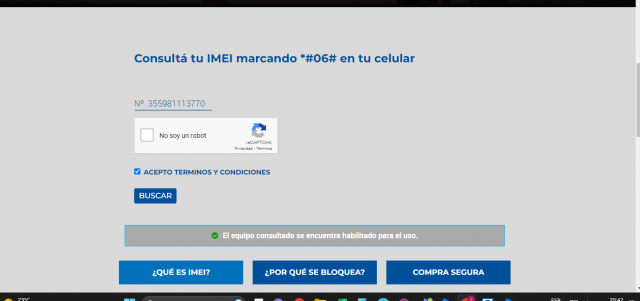 Consultá tu IMEI marcando *#06# en tu celular
Nº 355981113770
No soy un robot
reCAPTCHA
Privacidad - Términos
ACEPTO TERMINOS Y CONDICIONES
BUSCAR
El equipo consultado se encuentra habilitado para el uso.
¿QUÉ ES IMEI?
¿POR QUÉ SE BLOQUEA?
COMPRA SEGURA